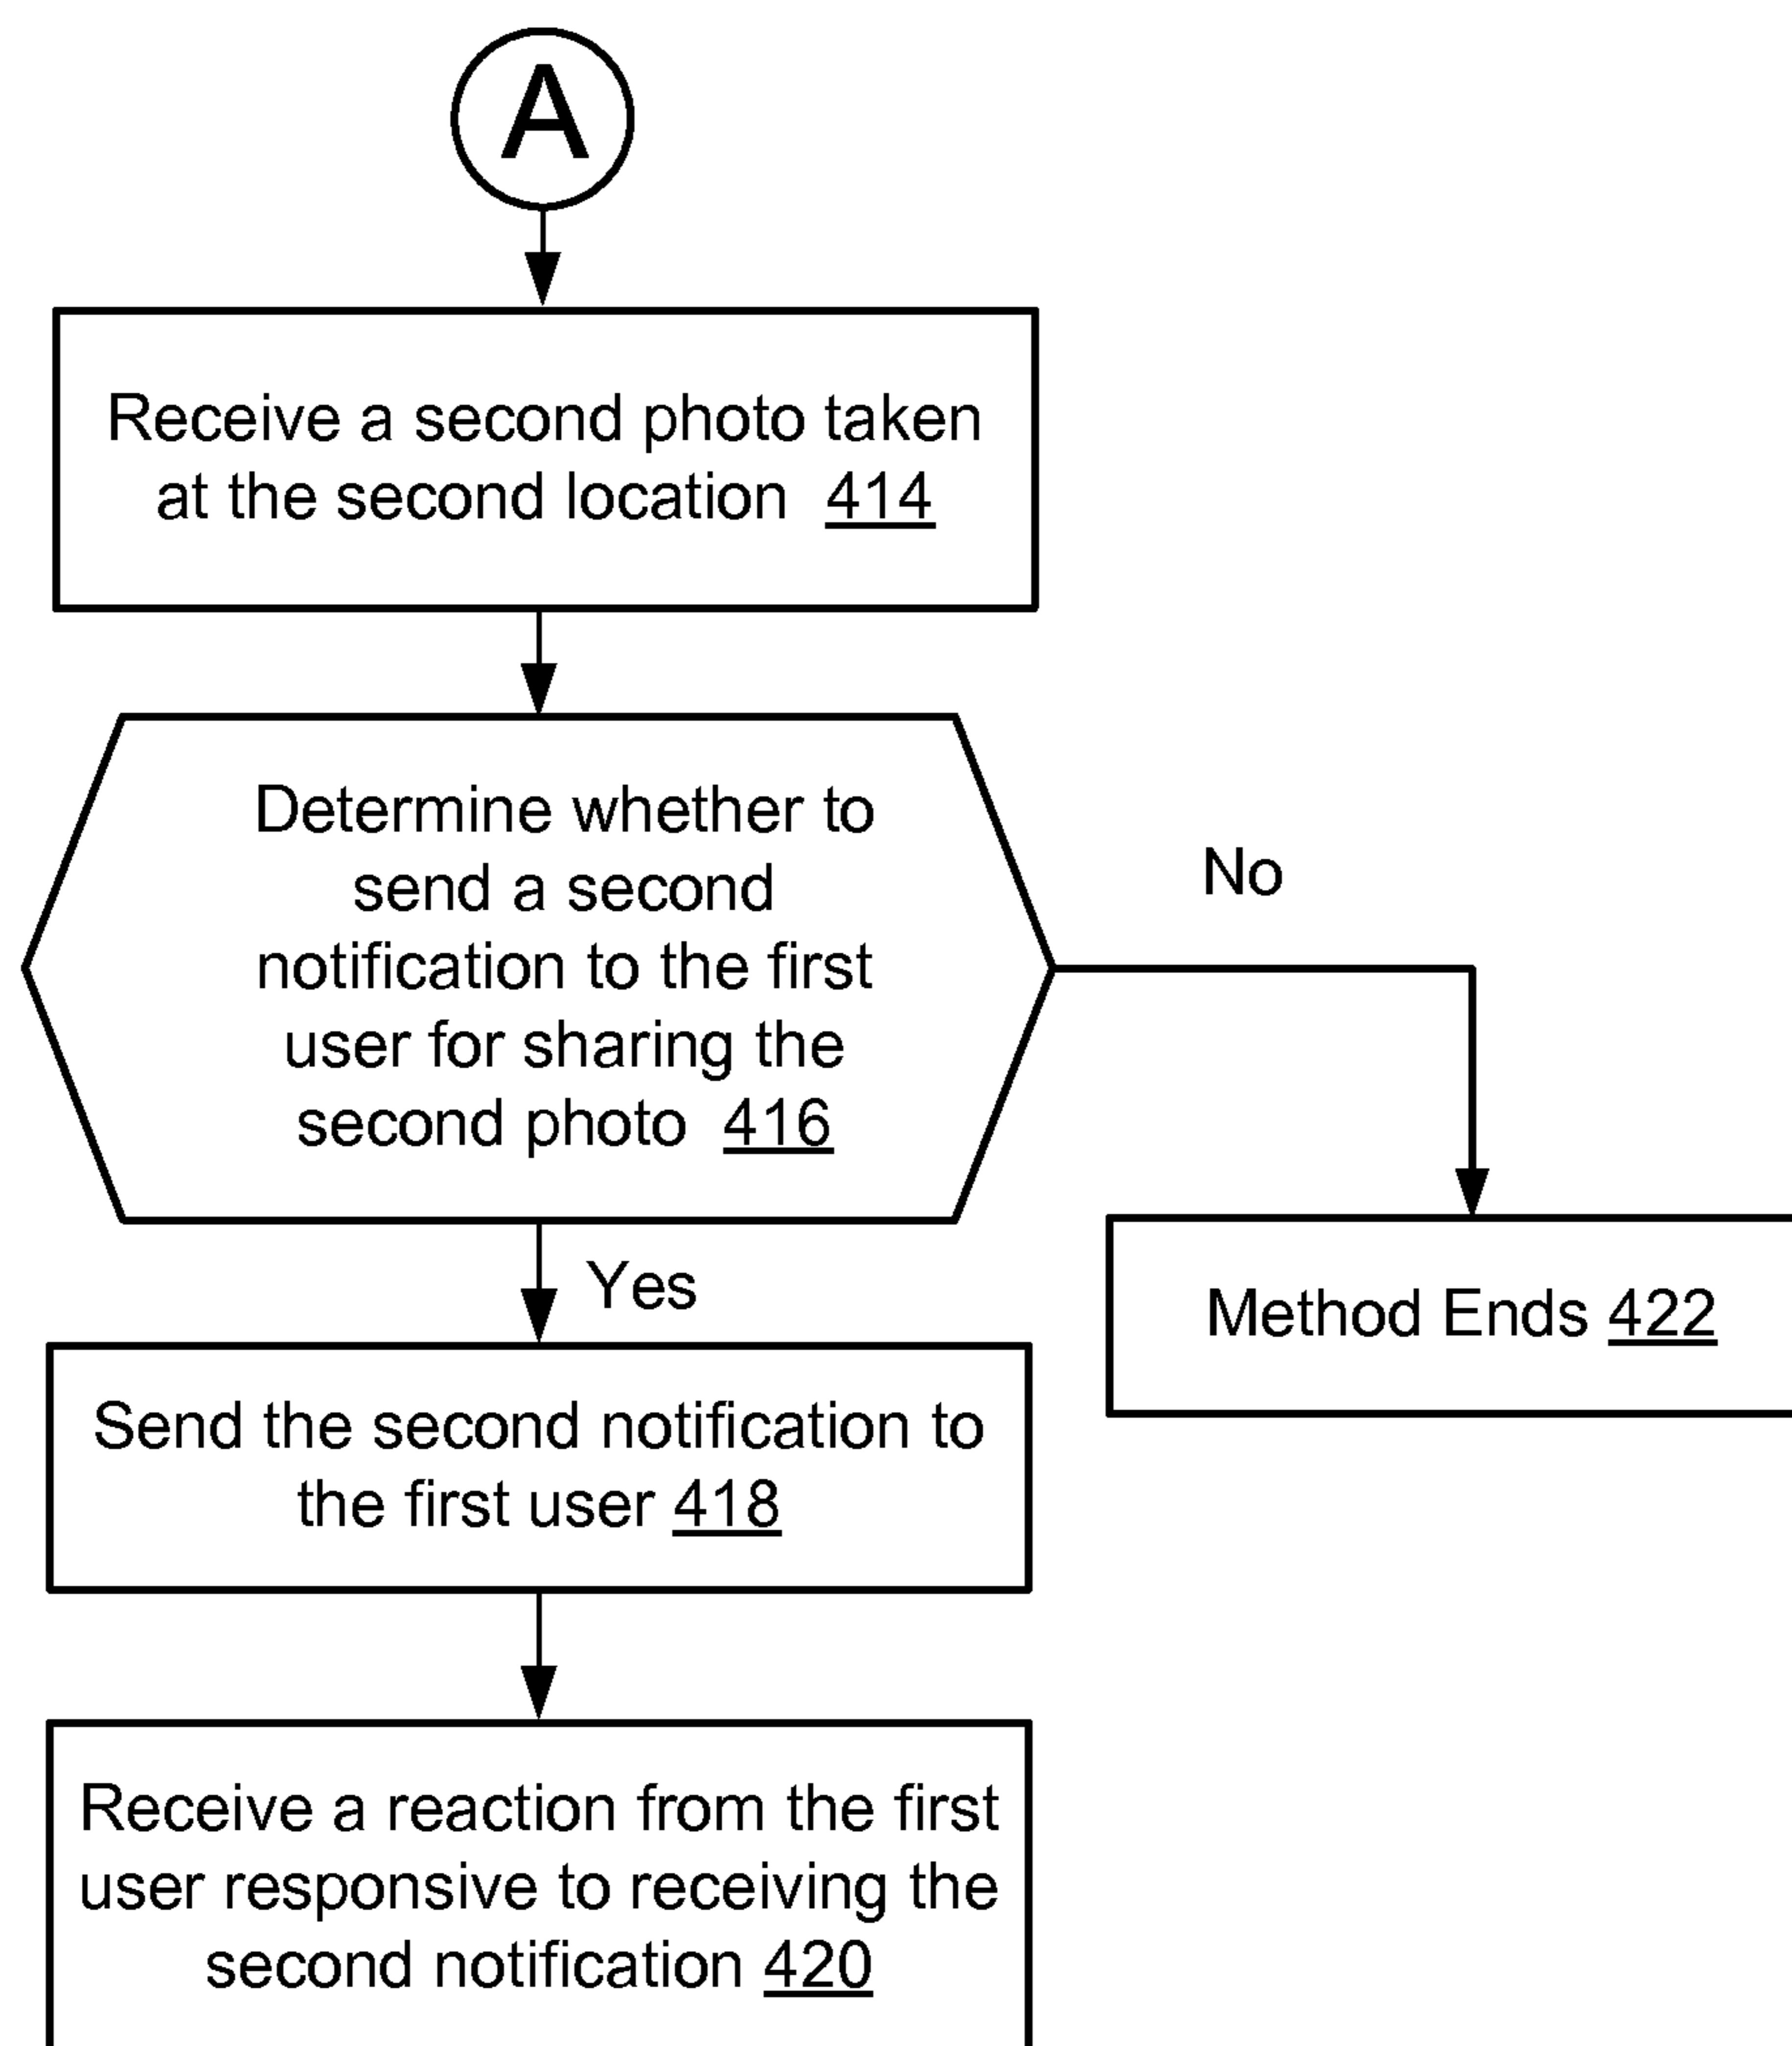 A
Receive a second photo taken
at the second location 414
Determine whether to
send a second
notification to the first
user for sharing the
second photo 416
No
Yes
Method Ends 422
Send the second notification to
the first user 418
Receive a reaction from the first
user responsive to receiving the
second notification 420